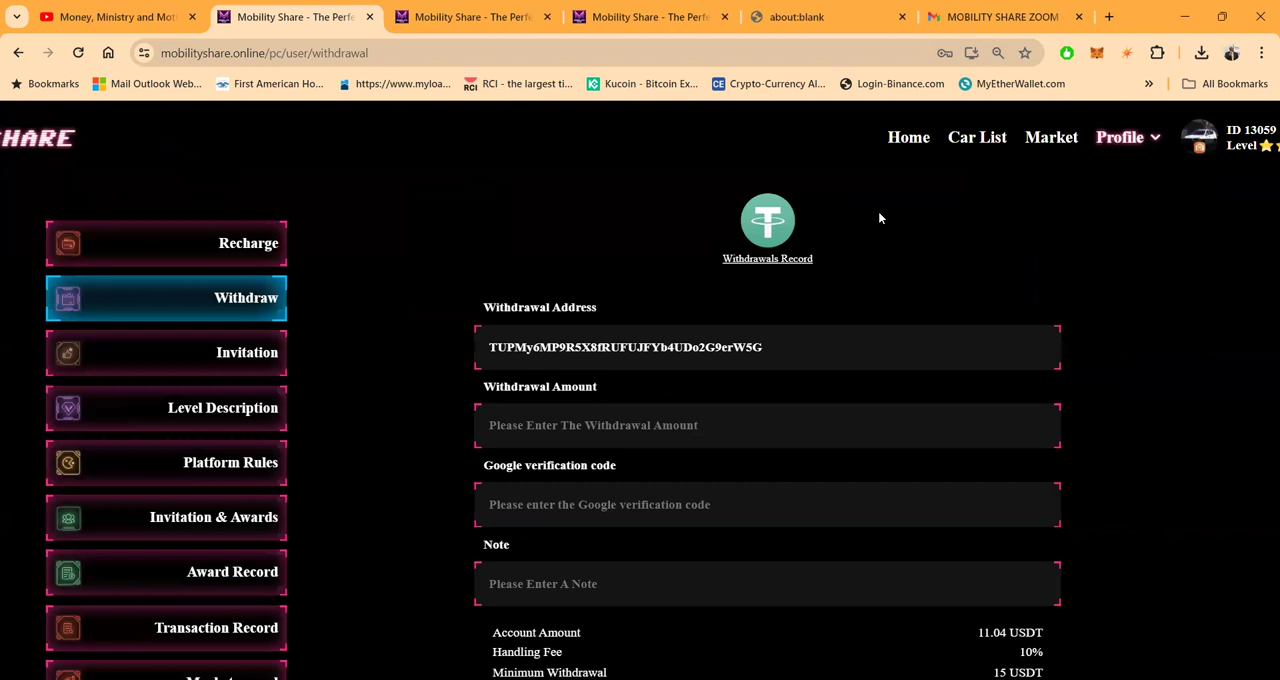 Money, Ministry and Mot
Mobility Share - The Perfe
Mobility Share - The Perfe
Mobility Share - The Perfe
about:blank
MOBILITY SHARE ZOOM
mobilityshare.online/pc/user/withdrawal
Bookmarks
Mail Outlook Web...
First American Ho...
https://www.myloa...
RCI - the largest ti...
Kucoin - Bitcoin Ex...
Crypto-Currency Al...
Login-Binance.com
MyEtherWallet.com
»
All Bookmarks
SHARE
Home
Car List
Market
Profile
ID 13059
Level
Withdrawals Record
Recharge
Withdraw
Invitation
Level Description
Platform Rules
Invitation & Awards
Award Record
Transaction Record
Withdrawal Address
TUPMy6MP9R5X8fRUFUJFYb4UDo2G9erW5G
Withdrawal Amount
Please Enter The Withdrawal Amount
Google verification code
Please enter the Google verification code
Note
Please Enter A Note
Account Amount 11.04 USDT
Handling Fee 10%
Minimum Withdrawal 15 USDT